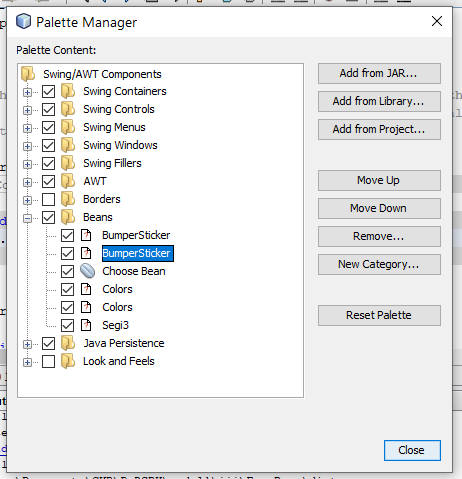 Palette Manager
Palette Content:
Swing/AWT Components
Swing Containers
Swing Controls
Swing Menus
Swing Windows
Swing Fillers
AWT
Borders
Beans
BumperSticker
BumperSticker
Choose Bean
Colors
Colors
Segi3
Java Persistence
Look and Feels
Add from JAR...
Add from Library...
Add from Project...
Move Up
Move Down
Remove...
New Category...
Reset Palette
Close